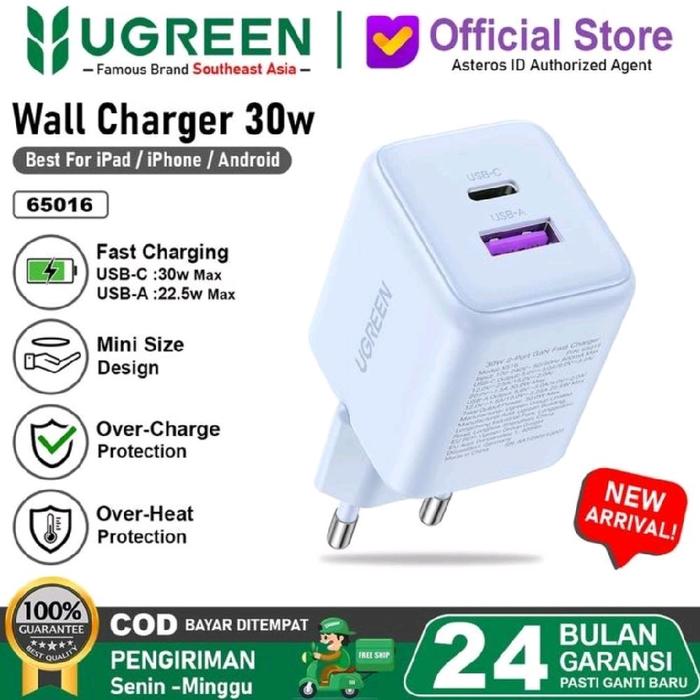 UGREEN
Famous Brand Southeast Asia
Official Store
Asteros ID Authorized Agent
Wall Charger 30w
Best For iPad / iPhone / Android
65016
Fast Charging
USB-C :30w Max
USB-A :22.5w Max
Mini Size
Design
Over-Charge
Protection
Over-Heat
Protection
USB-C
USB-A
UGREEN
30W 2-Port GaN Fast Charger
NEW
ARRIVAL!
100%
GUARANTEE
BEST QUALITY
COD BAYAR DITEMPAT
PENGIRIMAN
Senin -Minggu
FREE SHIP
24 BULAN
GARANSI
PASTI GANTI BARU